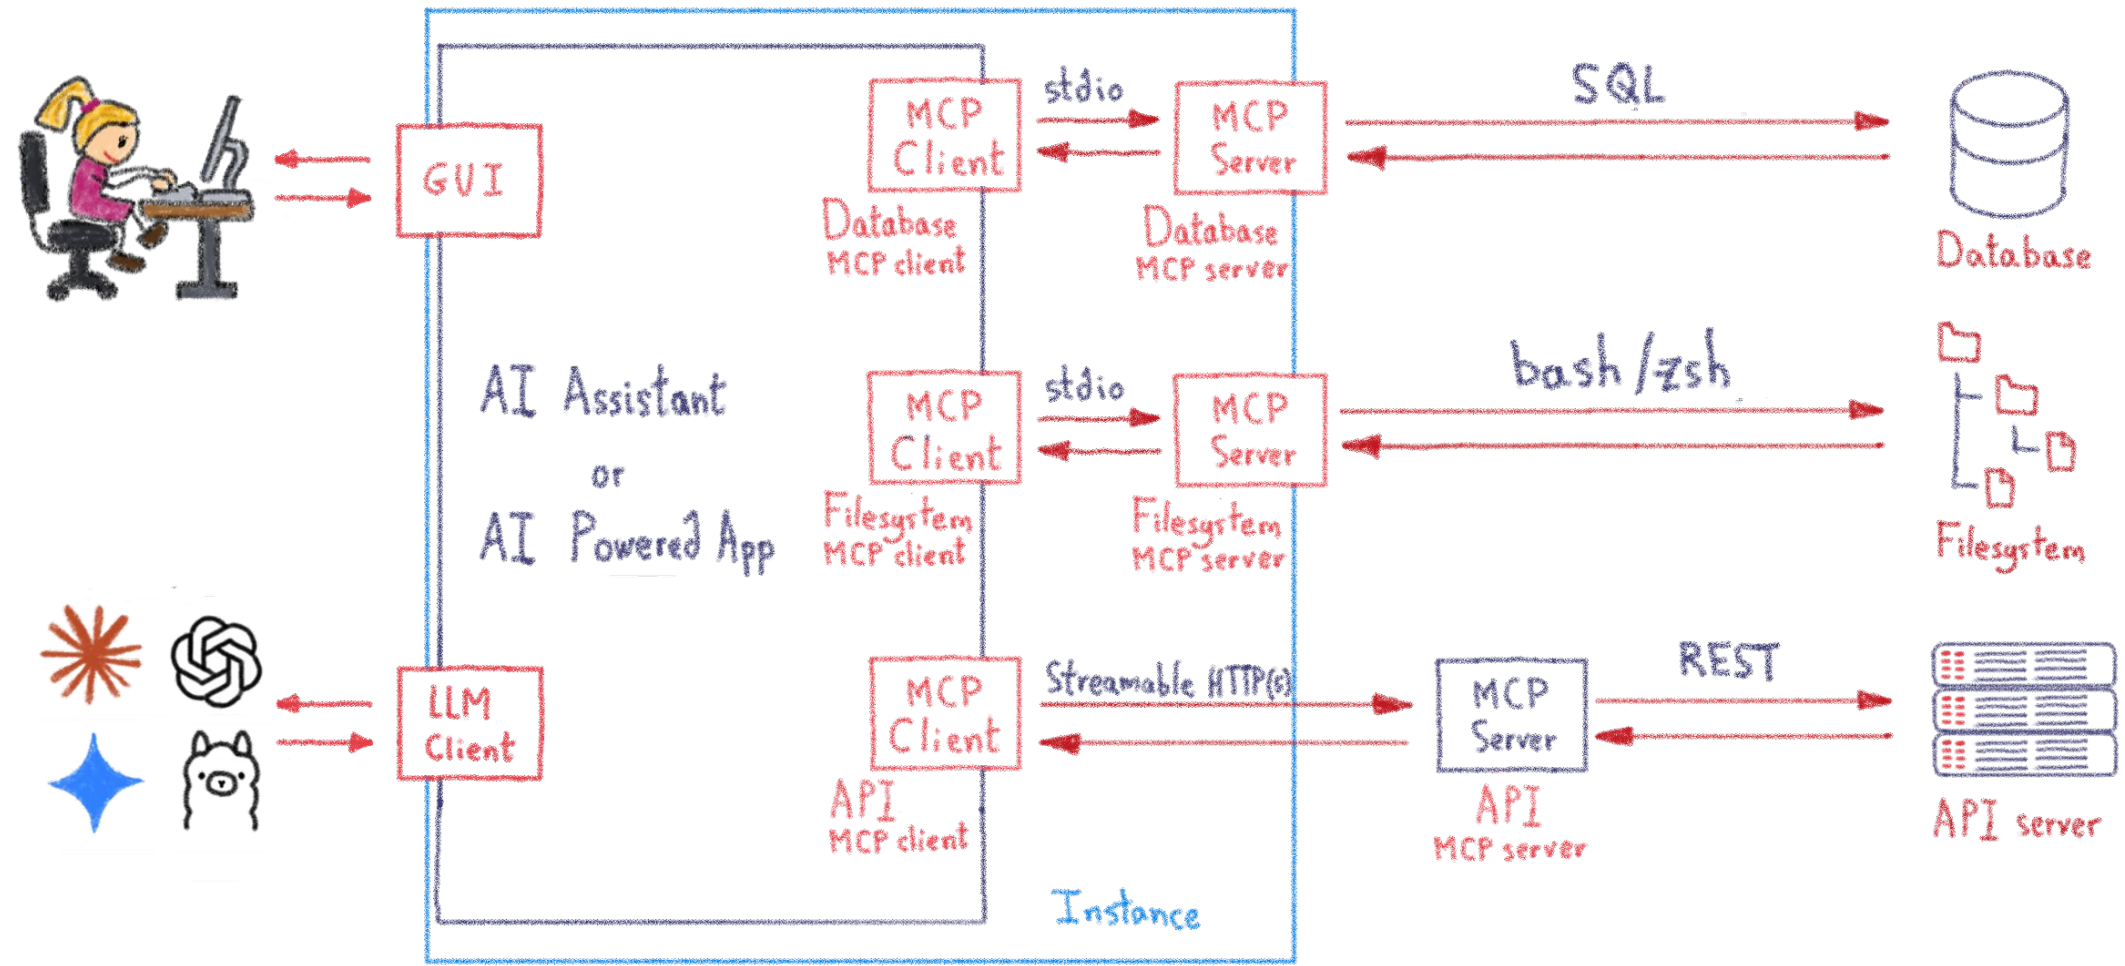 GUI
MCP
Client
Database
MCP client
stdio
MCP
Server
Database
MCP server
SQL
Database
AI Assistant
or
AI Powered App
MCP
Client
Filesystem
MCP client
stdio
MCP
Server
Filesystem
MCP server
bash/zsh
Filesystem
LLM
Client
MCP
Client
API
MCP client
Streamable HTTP(s)
MCP
Server
API
MCP server
REST
API server
Instance